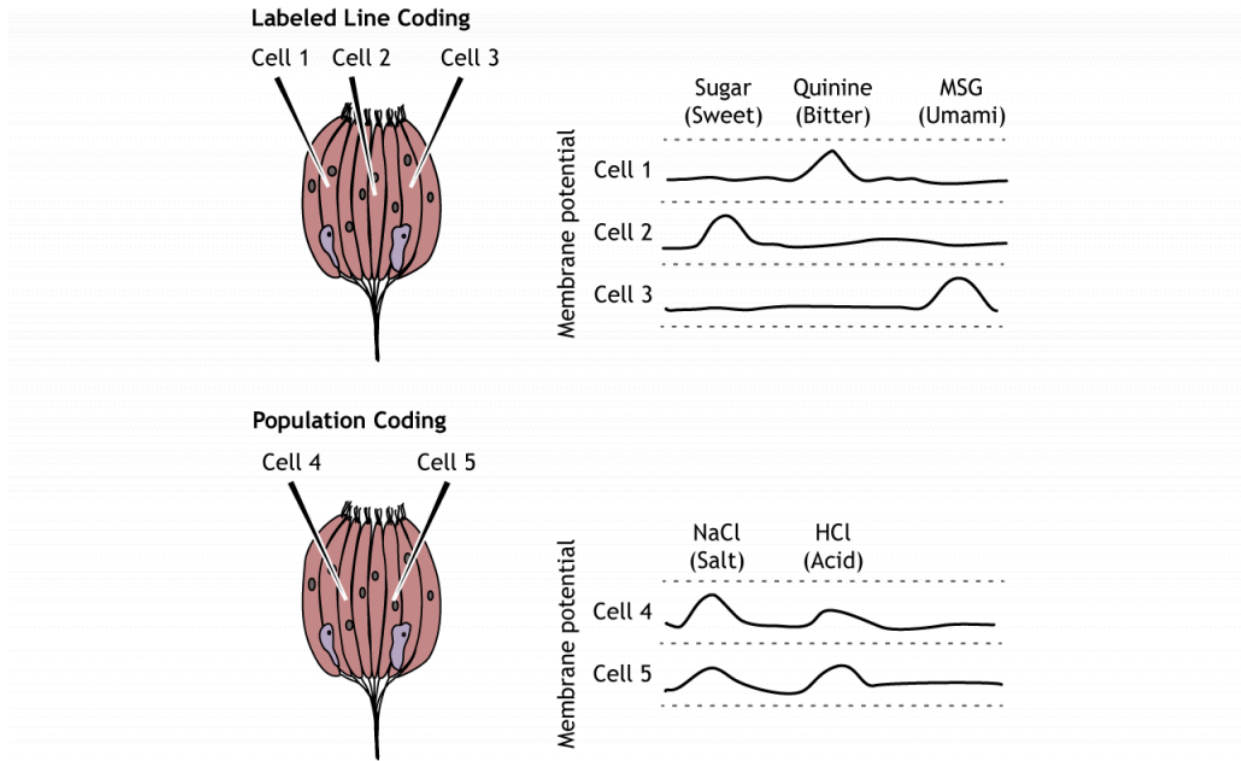 Labeled Line Coding
Cell 1 Cell 2 Cell 3
Sugar
(Sweet)
Quinine
(Bitter)
MSG
(Umami)
Membrane potential
Cell 1
Cell 2
Cell 3
Population Coding
Cell 4 Cell 5
NaCl
(Salt)
HCl
(Acid)
Membrane potential
Cell 4
Cell 5